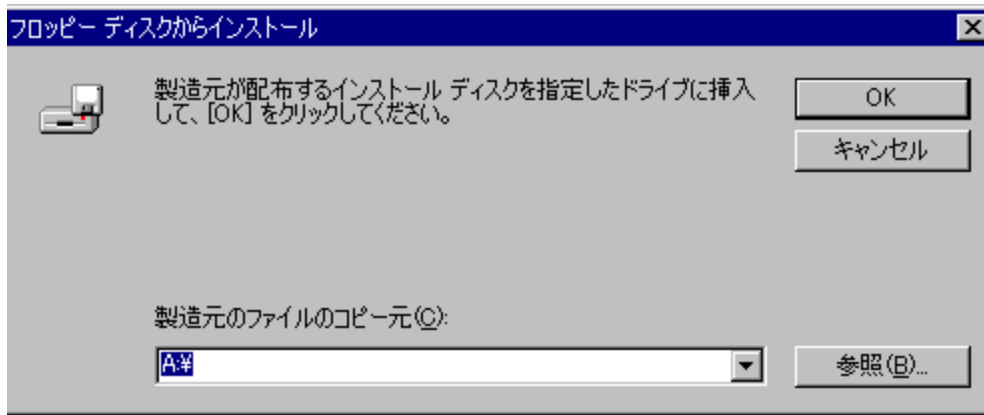 フロッピー ディスクからインストール
製造元が配布するインストール ディスクを指定したドライブに挿入
して、[OK] をクリックしてください。
OK
キャンセル
製造元のファイルのコピー元(C):
A:¥
参照(B)...